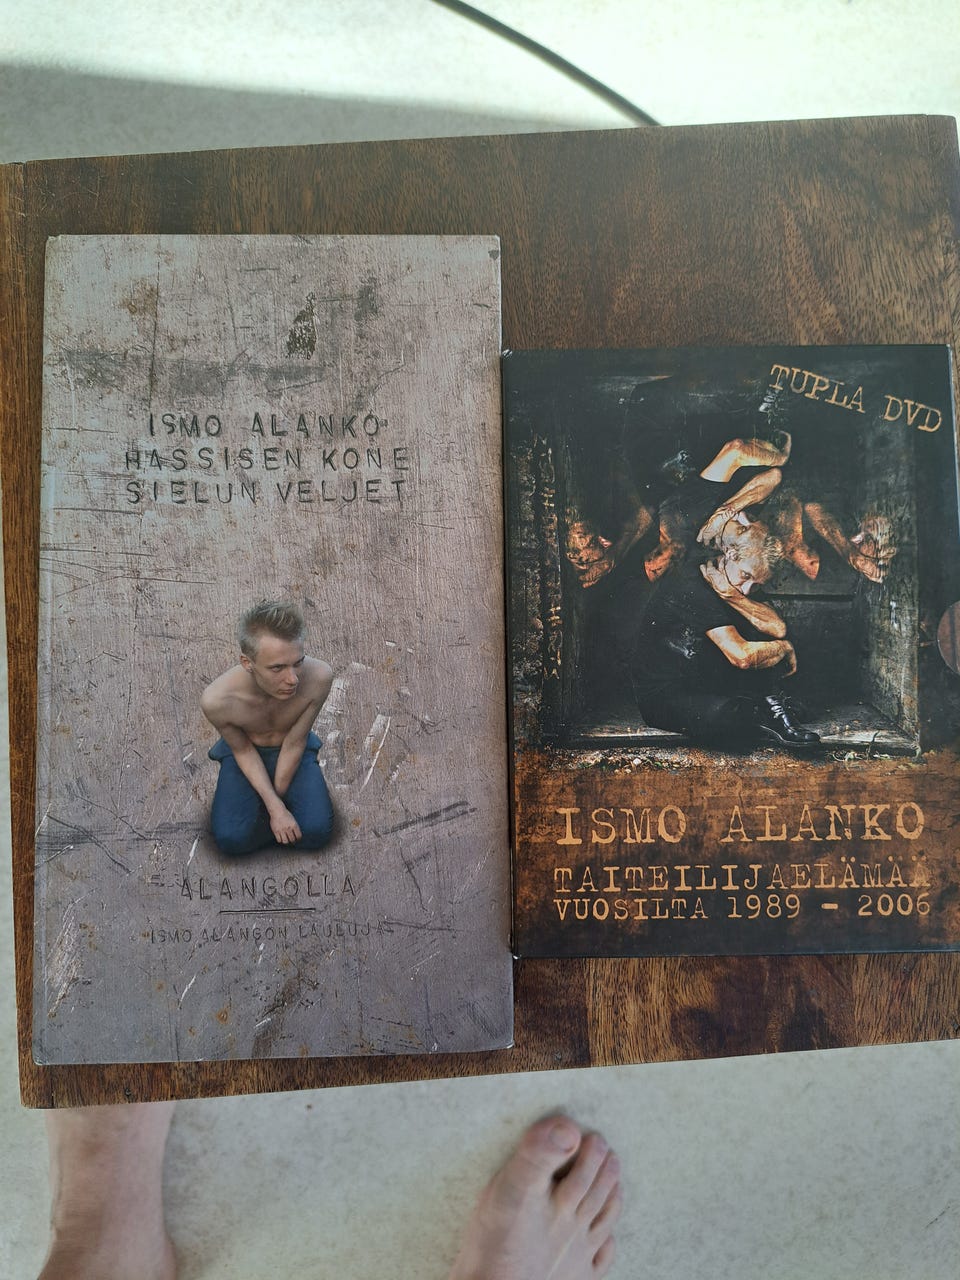 ISMO ALANKO
HASSISEN KONE
SIELUN VELJET
ALANGOLLA
ISMO ALANGON LAULUJA
TUPLA DVD
ISMO ALANKO
TAITEILIJAELÄMÄÄ
VUOSILTA 1989 - 2006